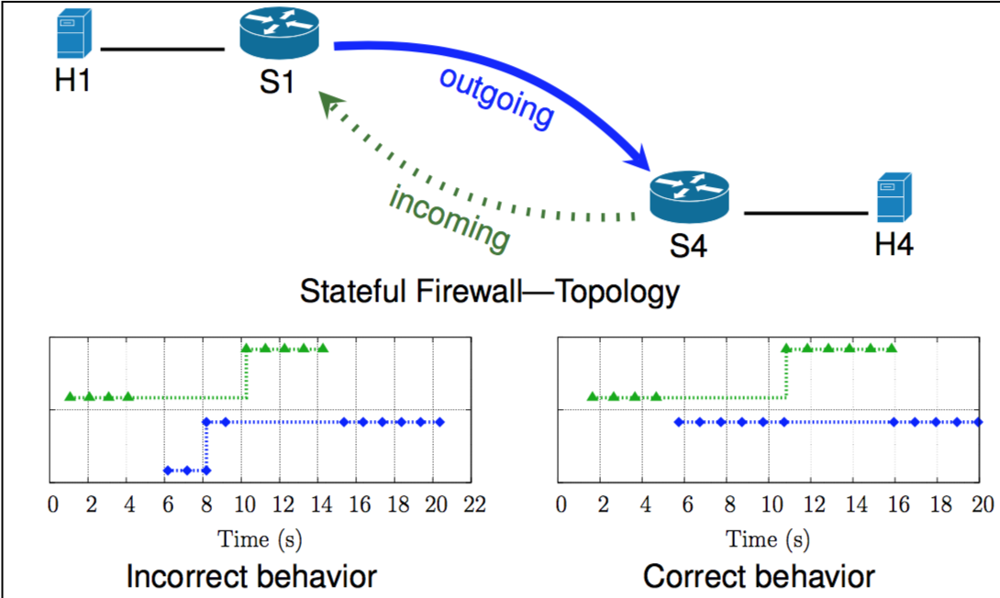 H1
S1
outgoing
incoming
S4
H4
Stateful Firewall—Topology
0 2 4 6 8 10 12 14 16 18 20 22
Time (s)
Incorrect behavior
0 2 4 6 8 10 12 14 16 18 20
Time (s)
Correct behavior